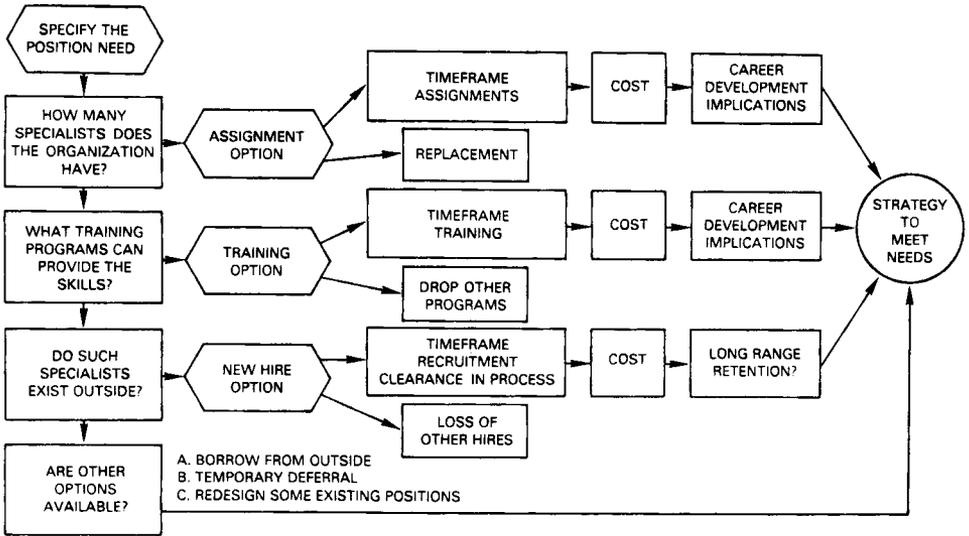 SPECIFY THE
POSITION NEED
HOW MANY
SPECIALISTS DOES
THE ORGANIZATION
HAVE?
ASSIGNMENT
OPTION
TIMEFRAME
ASSIGNMENTS
COST
CAREER
DEVELOPMENT
IMPLICATIONS
REPLACEMENT
WHAT TRAINING
PROGRAMS CAN
PROVIDE THE
SKILLS?
TRAINING
OPTION
TIMEFRAME
TRAINING
COST
CAREER
DEVELOPMENT
IMPLICATIONS
DROP OTHER
PROGRAMS
STRATEGY
TO
MEET
NEEDS
DO SUCH
SPECIALISTS
EXIST OUTSIDE?
NEW HIRE
OPTION
TIMEFRAME
RECRUITMENT
CLEARANCE IN PROCESS
COST
LONG RANGE
RETENTION?
LOSS OF
OTHER HIRES
ARE OTHER
OPTIONS
AVAILABLE?
A. BORROW FROM OUTSIDE
B. TEMPORARY DEFERRAL
C. REDESIGN SOME EXISTING POSITIONS